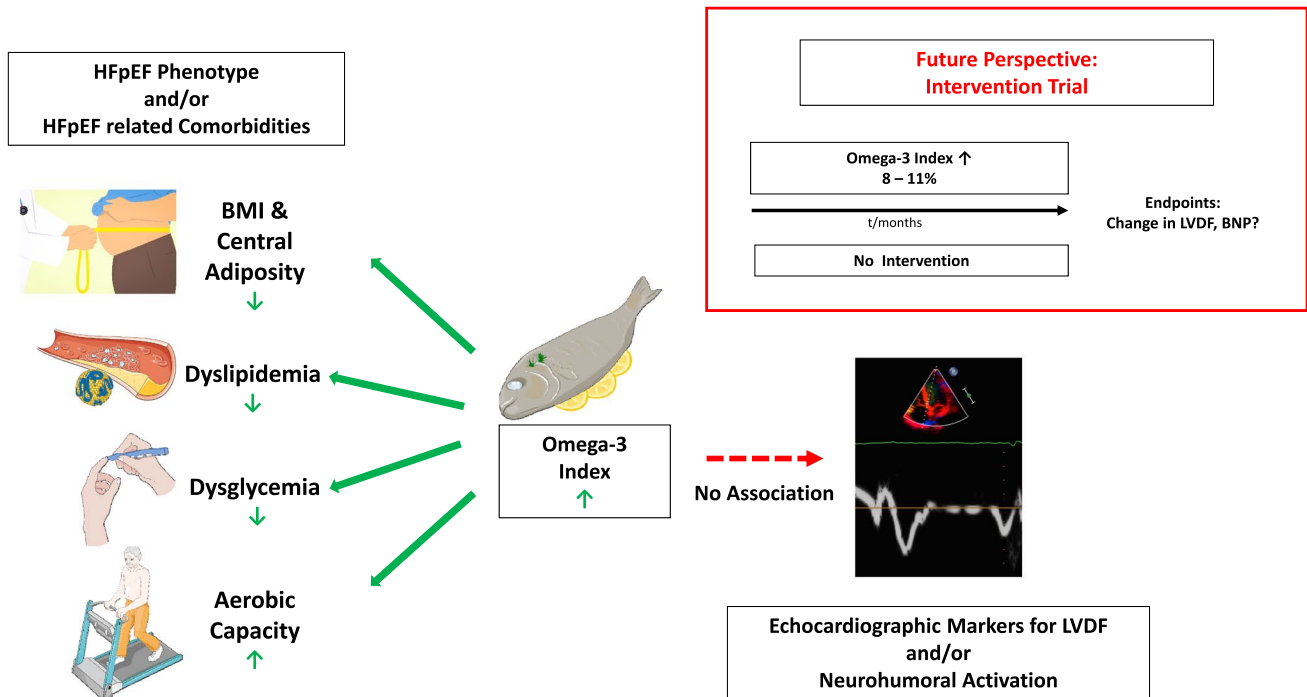 HFpEF Phenotype
and/or
HFpEF related Comorbidities
BMI &
Central
Adiposity
↓
Dyslipidemia
↓
Dysglycemia
↓
Aerobic
Capacity
↑
Omega-3
Index
↑
No Association
Future Perspective:
Intervention Trial
Omega-3 Index ↑
8 – 11%
t/months
No Intervention
Endpoints:
Change in LVDF, BNP?
Echocardiographic Markers for LVDF
and/or
Neurohumoral Activation